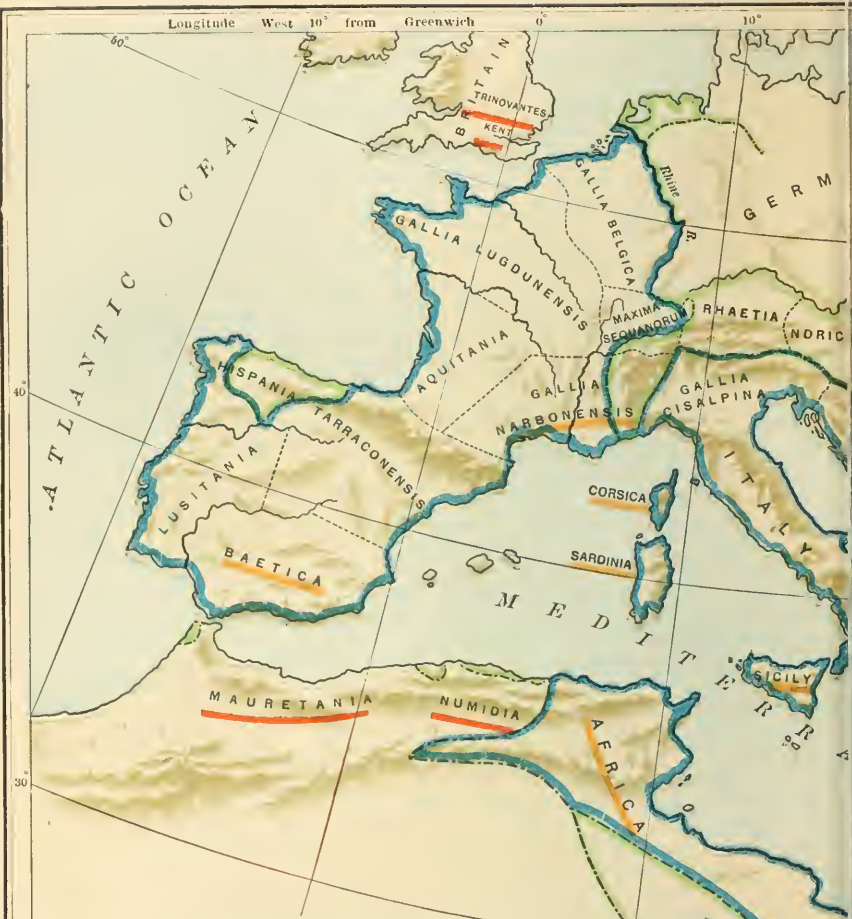 Longitude West 10° from Greenwich 0° 10°
50°
BRITAIN
TRINOVANTES
KENT
ATLANTIC OCEAN
Rhine R.
GERM
GALLIA BELGICA
GALLIA LUGDUNENSIS
MAXIMA
SEQUANORUM
RHAETIA
NORIC
AQUITANIA
HISPANIA TARRACONENSIS
GALLIA
NARBONENSIS
GALLIA
CISALPINA
40°
LUSITANIA
ITALY
CORSICA
BAETICA
SARDINIA
MEDITERRA
SICILY
MAURETANIA
NUMIDIA
AFRICA
30°